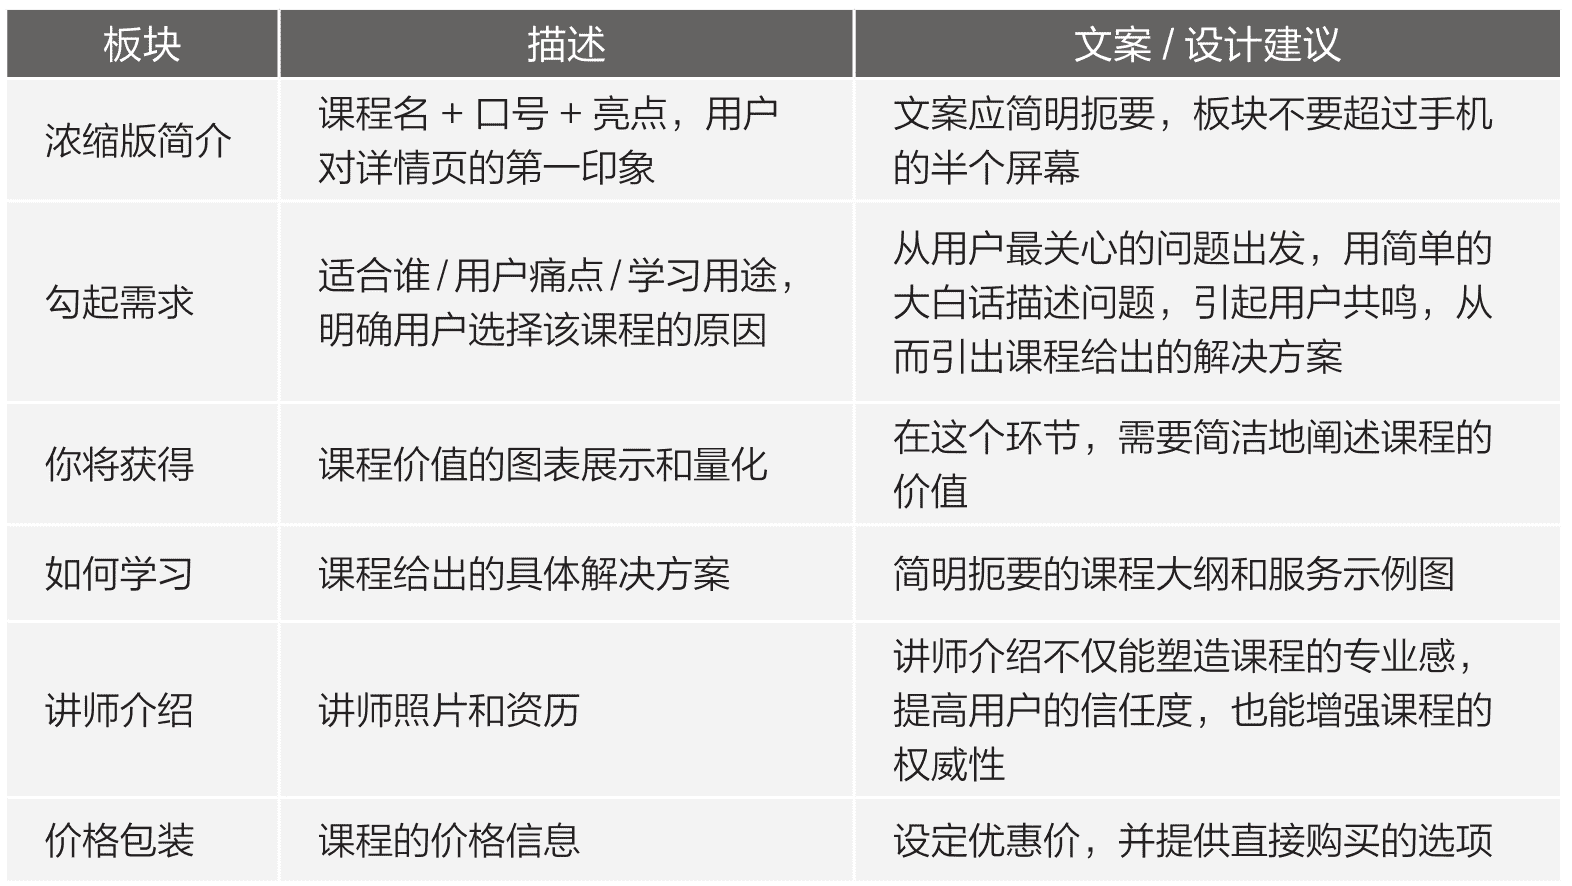 板块
描述
文案 / 设计建议
浓缩版简介
课程名 + 口号 + 亮点，用户
对详情页的第一印象
文案应简明扼要，板块不要超过手机
的半个屏幕
勾起需求
适合谁 / 用户痛点 / 学习用途，
明确用户选择该课程的原因
从用户最关心的问题出发，用简单的
大白话描述问题，引起用户共鸣，从
而引出课程给出的解决方案
你将获得
课程价值的图表展示和量化
在这个环节，需要简洁地阐述课程的
价值
如何学习
课程给出的具体解决方案
简明扼要的课程大纲和服务示例图
讲师介绍
讲师照片和资历
讲师介绍不仅能塑造课程的专业感，
提高用户的信任度，也能增强课程的
权威性
价格包装
课程的价格信息
设定优惠价，并提供直接购买的选项